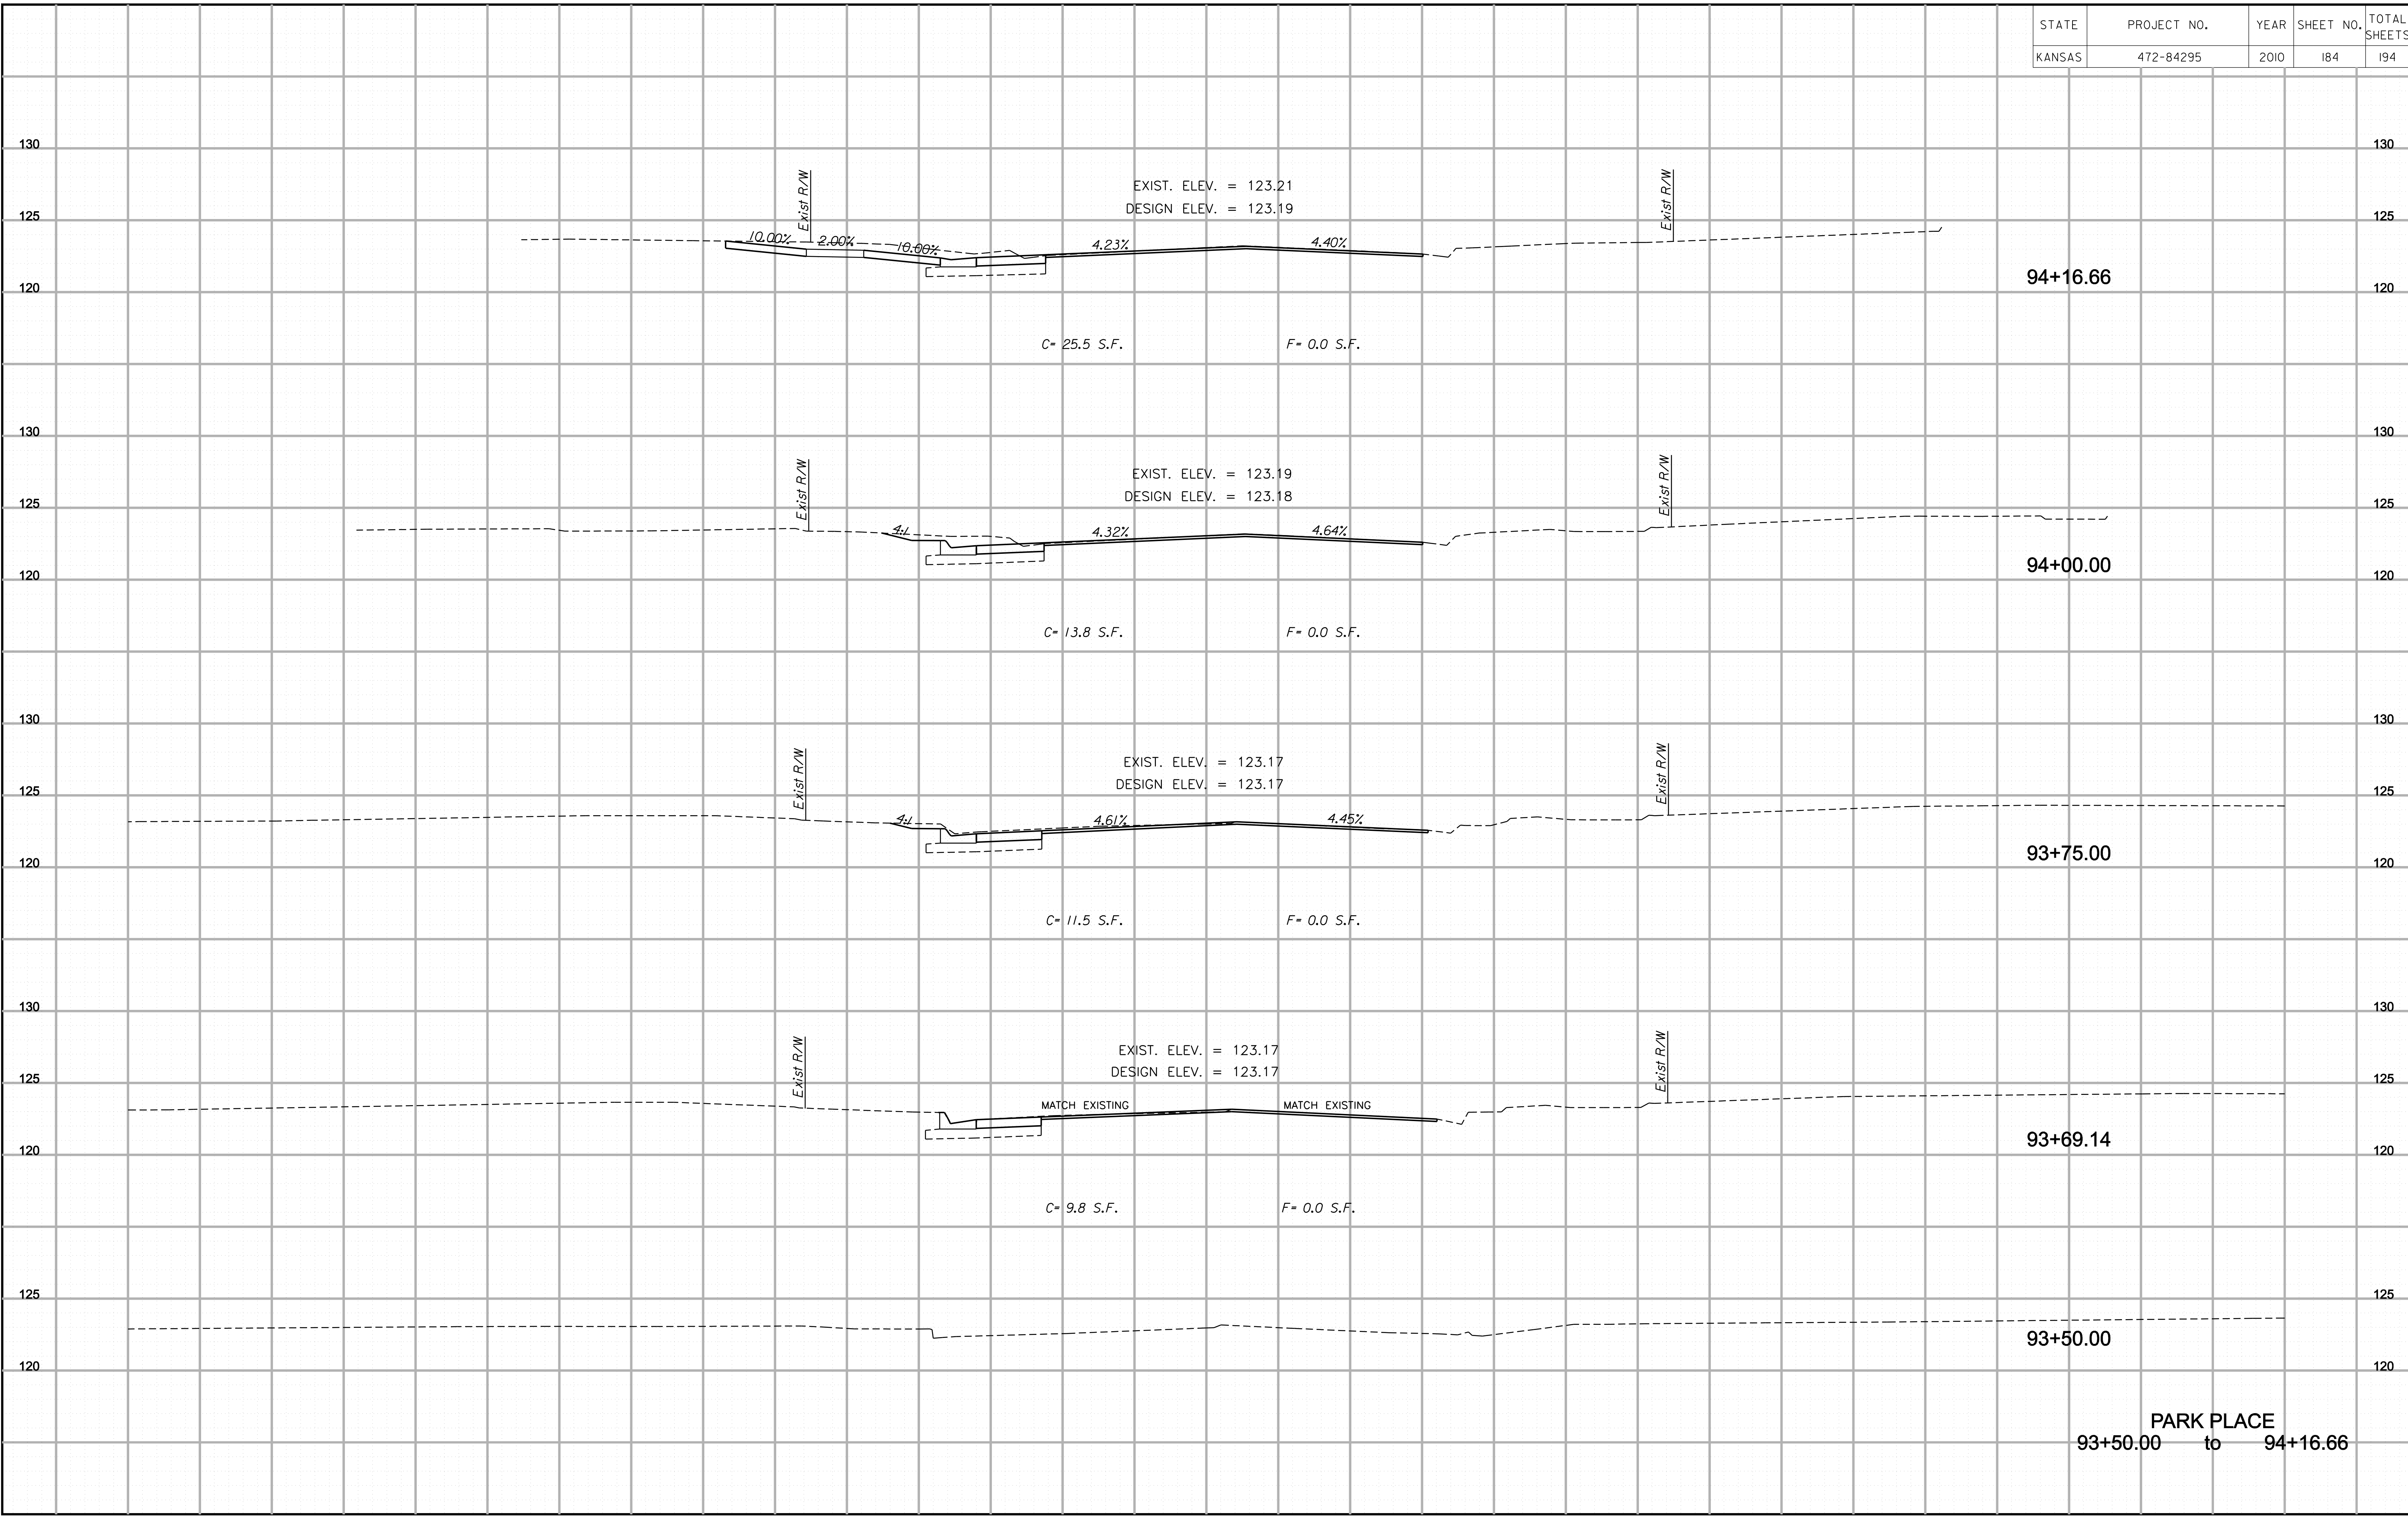 STATE PROJECT NO. YEAR SHEET NO. TOTAL SHEETS
KANSAS 472-84295 2010 184 194
130 130
Exist R/W Exist R/W
EXIST. ELEV. = 123.21
DESIGN ELEV. = 123.19
125 125
10.00% 2.00% 10.00% 4.23% 4.40%
94+16.66
120 120
C= 25.5 S.F. F= 0.0 S.F.
130 130
Exist R/W Exist R/W
EXIST. ELEV. = 123.19
DESIGN ELEV. = 123.18
125 125
4:1 4.32% 4.64%
94+00.00
120 120
C= 13.8 S.F. F= 0.0 S.F.
130 130
Exist R/W Exist R/W
EXIST. ELEV. = 123.17
DESIGN ELEV. = 123.17
125 125
4:1 4.61% 4.45%
93+75.00
120 120
C= 11.5 S.F. F= 0.0 S.F.
130 130
Exist R/W Exist R/W
EXIST. ELEV. = 123.17
DESIGN ELEV. = 123.17
125 125
MATCH EXISTING MATCH EXISTING
93+69.14
120 120
C= 9.8 S.F. F= 0.0 S.F.
125 125
93+50.00
120 120
PARK PLACE
93+50.00 to 94+16.66